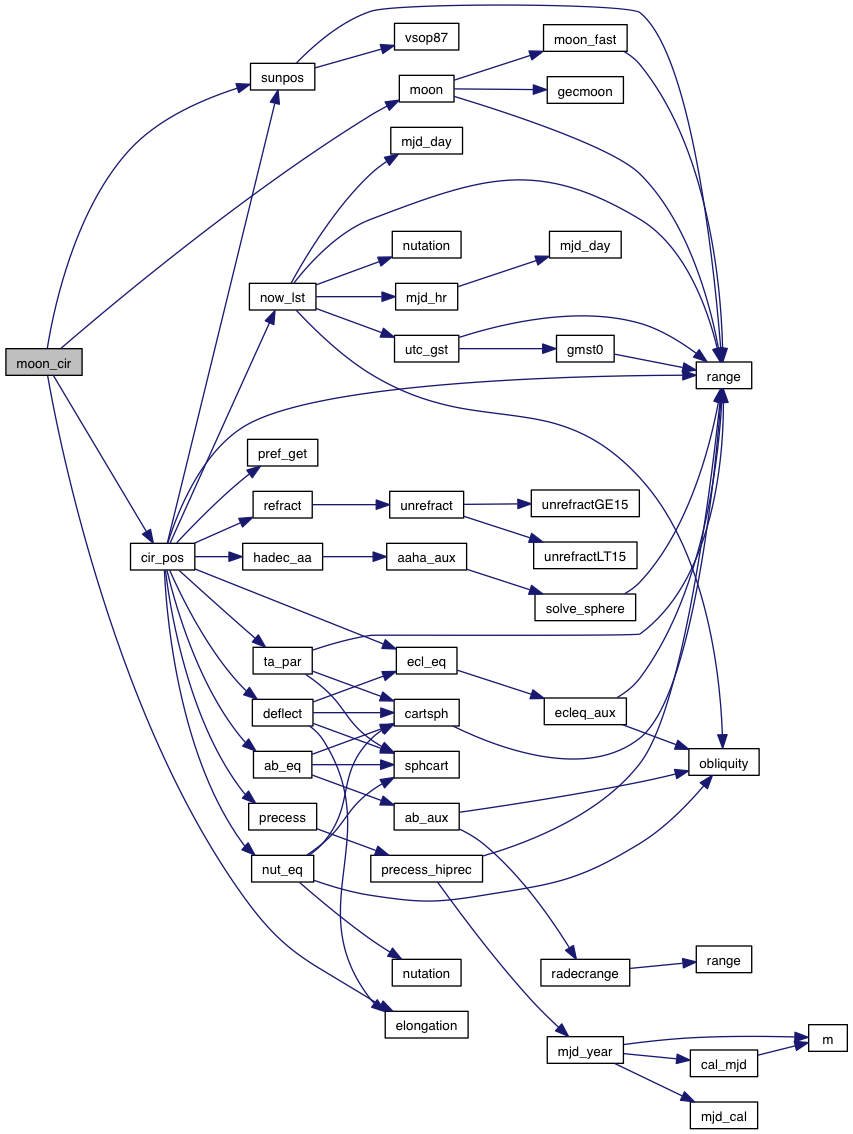 vsop87
moon_fast
sunpos
moon
gecmoon
mjd_day
nutation
mjd_day
now_lst
mjd_hr
utc_gst
gmst0
moon_cir
range
pref_get
refract
unrefract
unrefractGE15
cir_pos
hadec_aa
aaha_aux
unrefractLT15
solve_sphere
ta_par
ecl_eq
deflect
cartsph
ecleq_aux
ab_eq
sphcart
obliquity
precess
ab_aux
nut_eq
precess_hiprec
nutation
radecrange
range
elongation
mjd_year
m
cal_mjd
mjd_cal